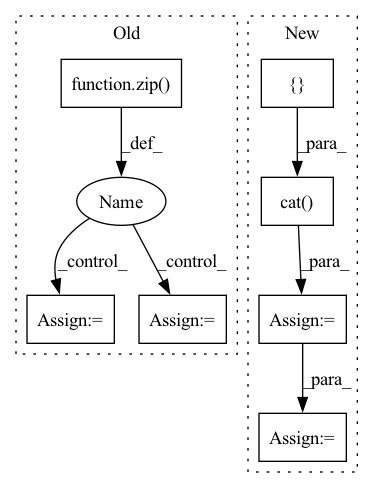 Old
New
function.zip()
{}
_def_
_para_
Name
cat()
_control_
_control_
_para_
Assign:=
Assign:=
Assign:=
_para_
Assign:=